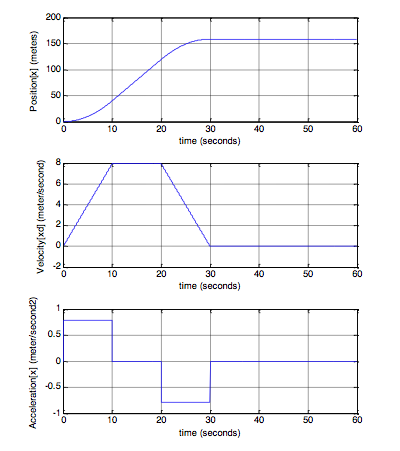 Position[x] (meters)
200
150
100
50
0
0 10 20 30 40 50 60
time (seconds)
Velocity[xd] (meter/second)
8
6
4
2
0
-2
0 10 20 30 40 50 60
time (seconds)
Acceleration[x] (meter/second2)
1
0.5
0
-0.5
-1
0 10 20 30 40 50 60
time (seconds)